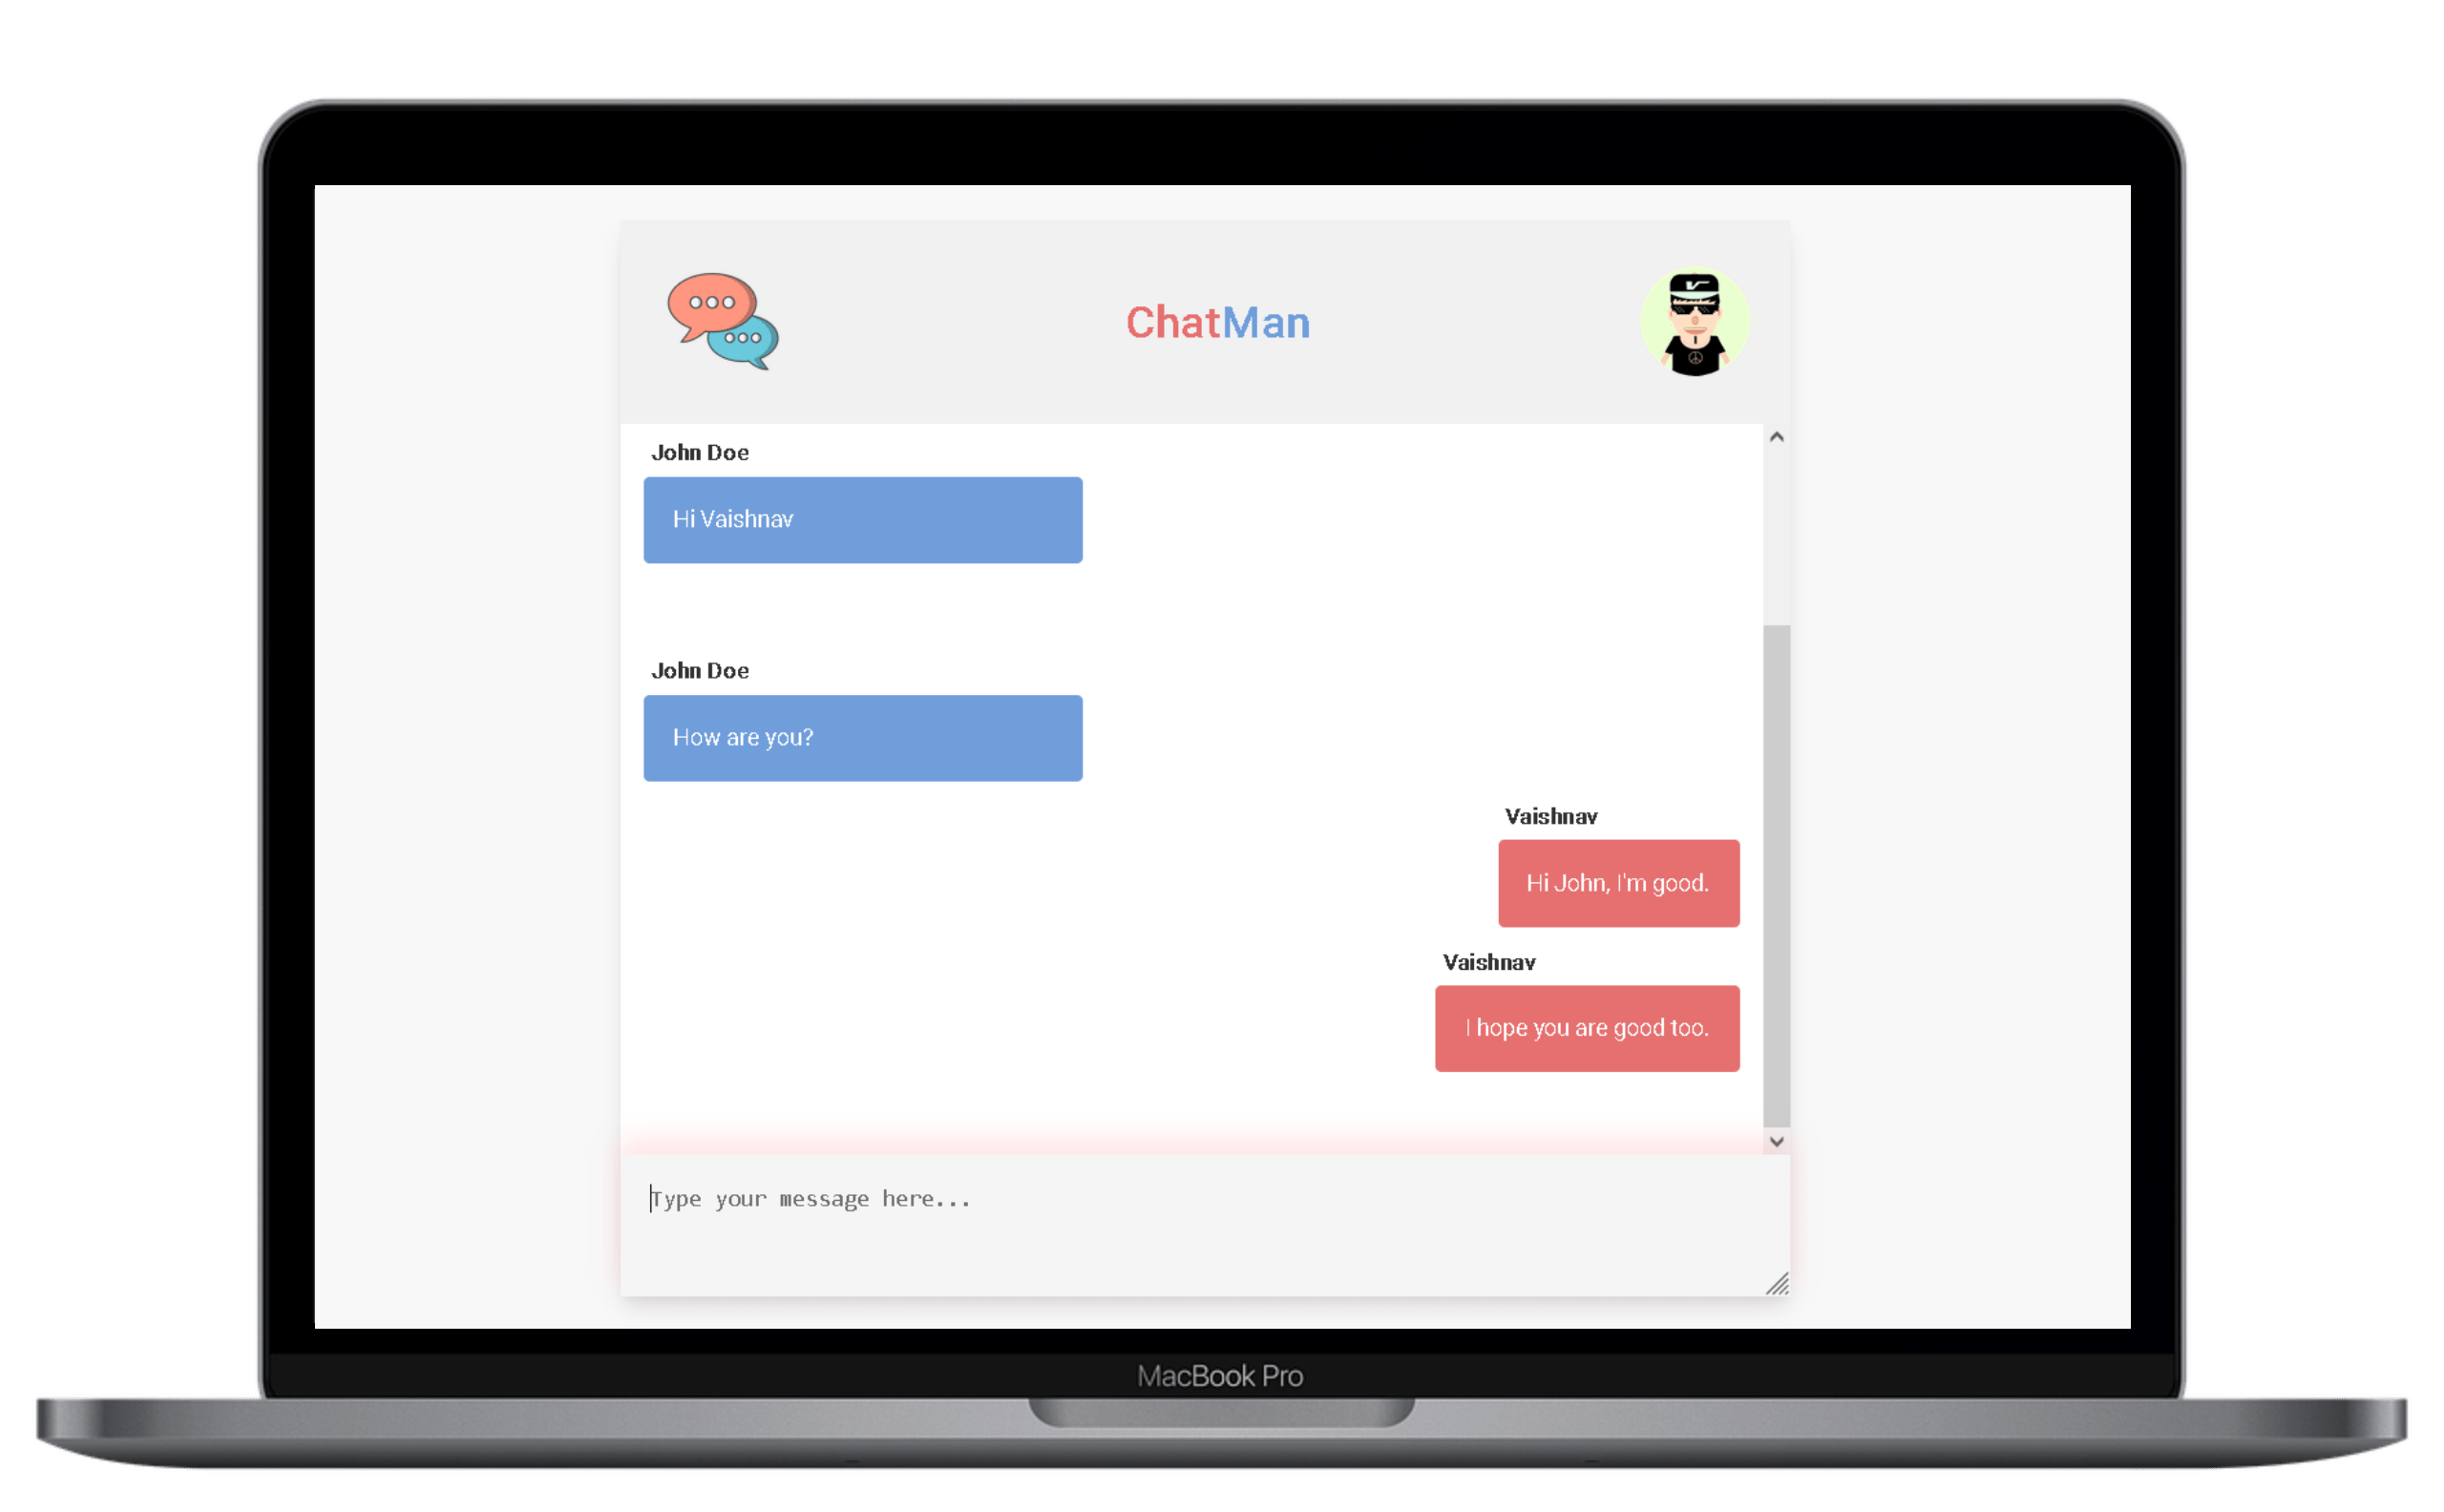 ChatMan
John Doe
Hi Vaishnav
John Doe
How are you?
Vaishnav
Hi John, I'm good.
Vaishnav
I hope you are good too.
Type your message here...
MacBook Pro